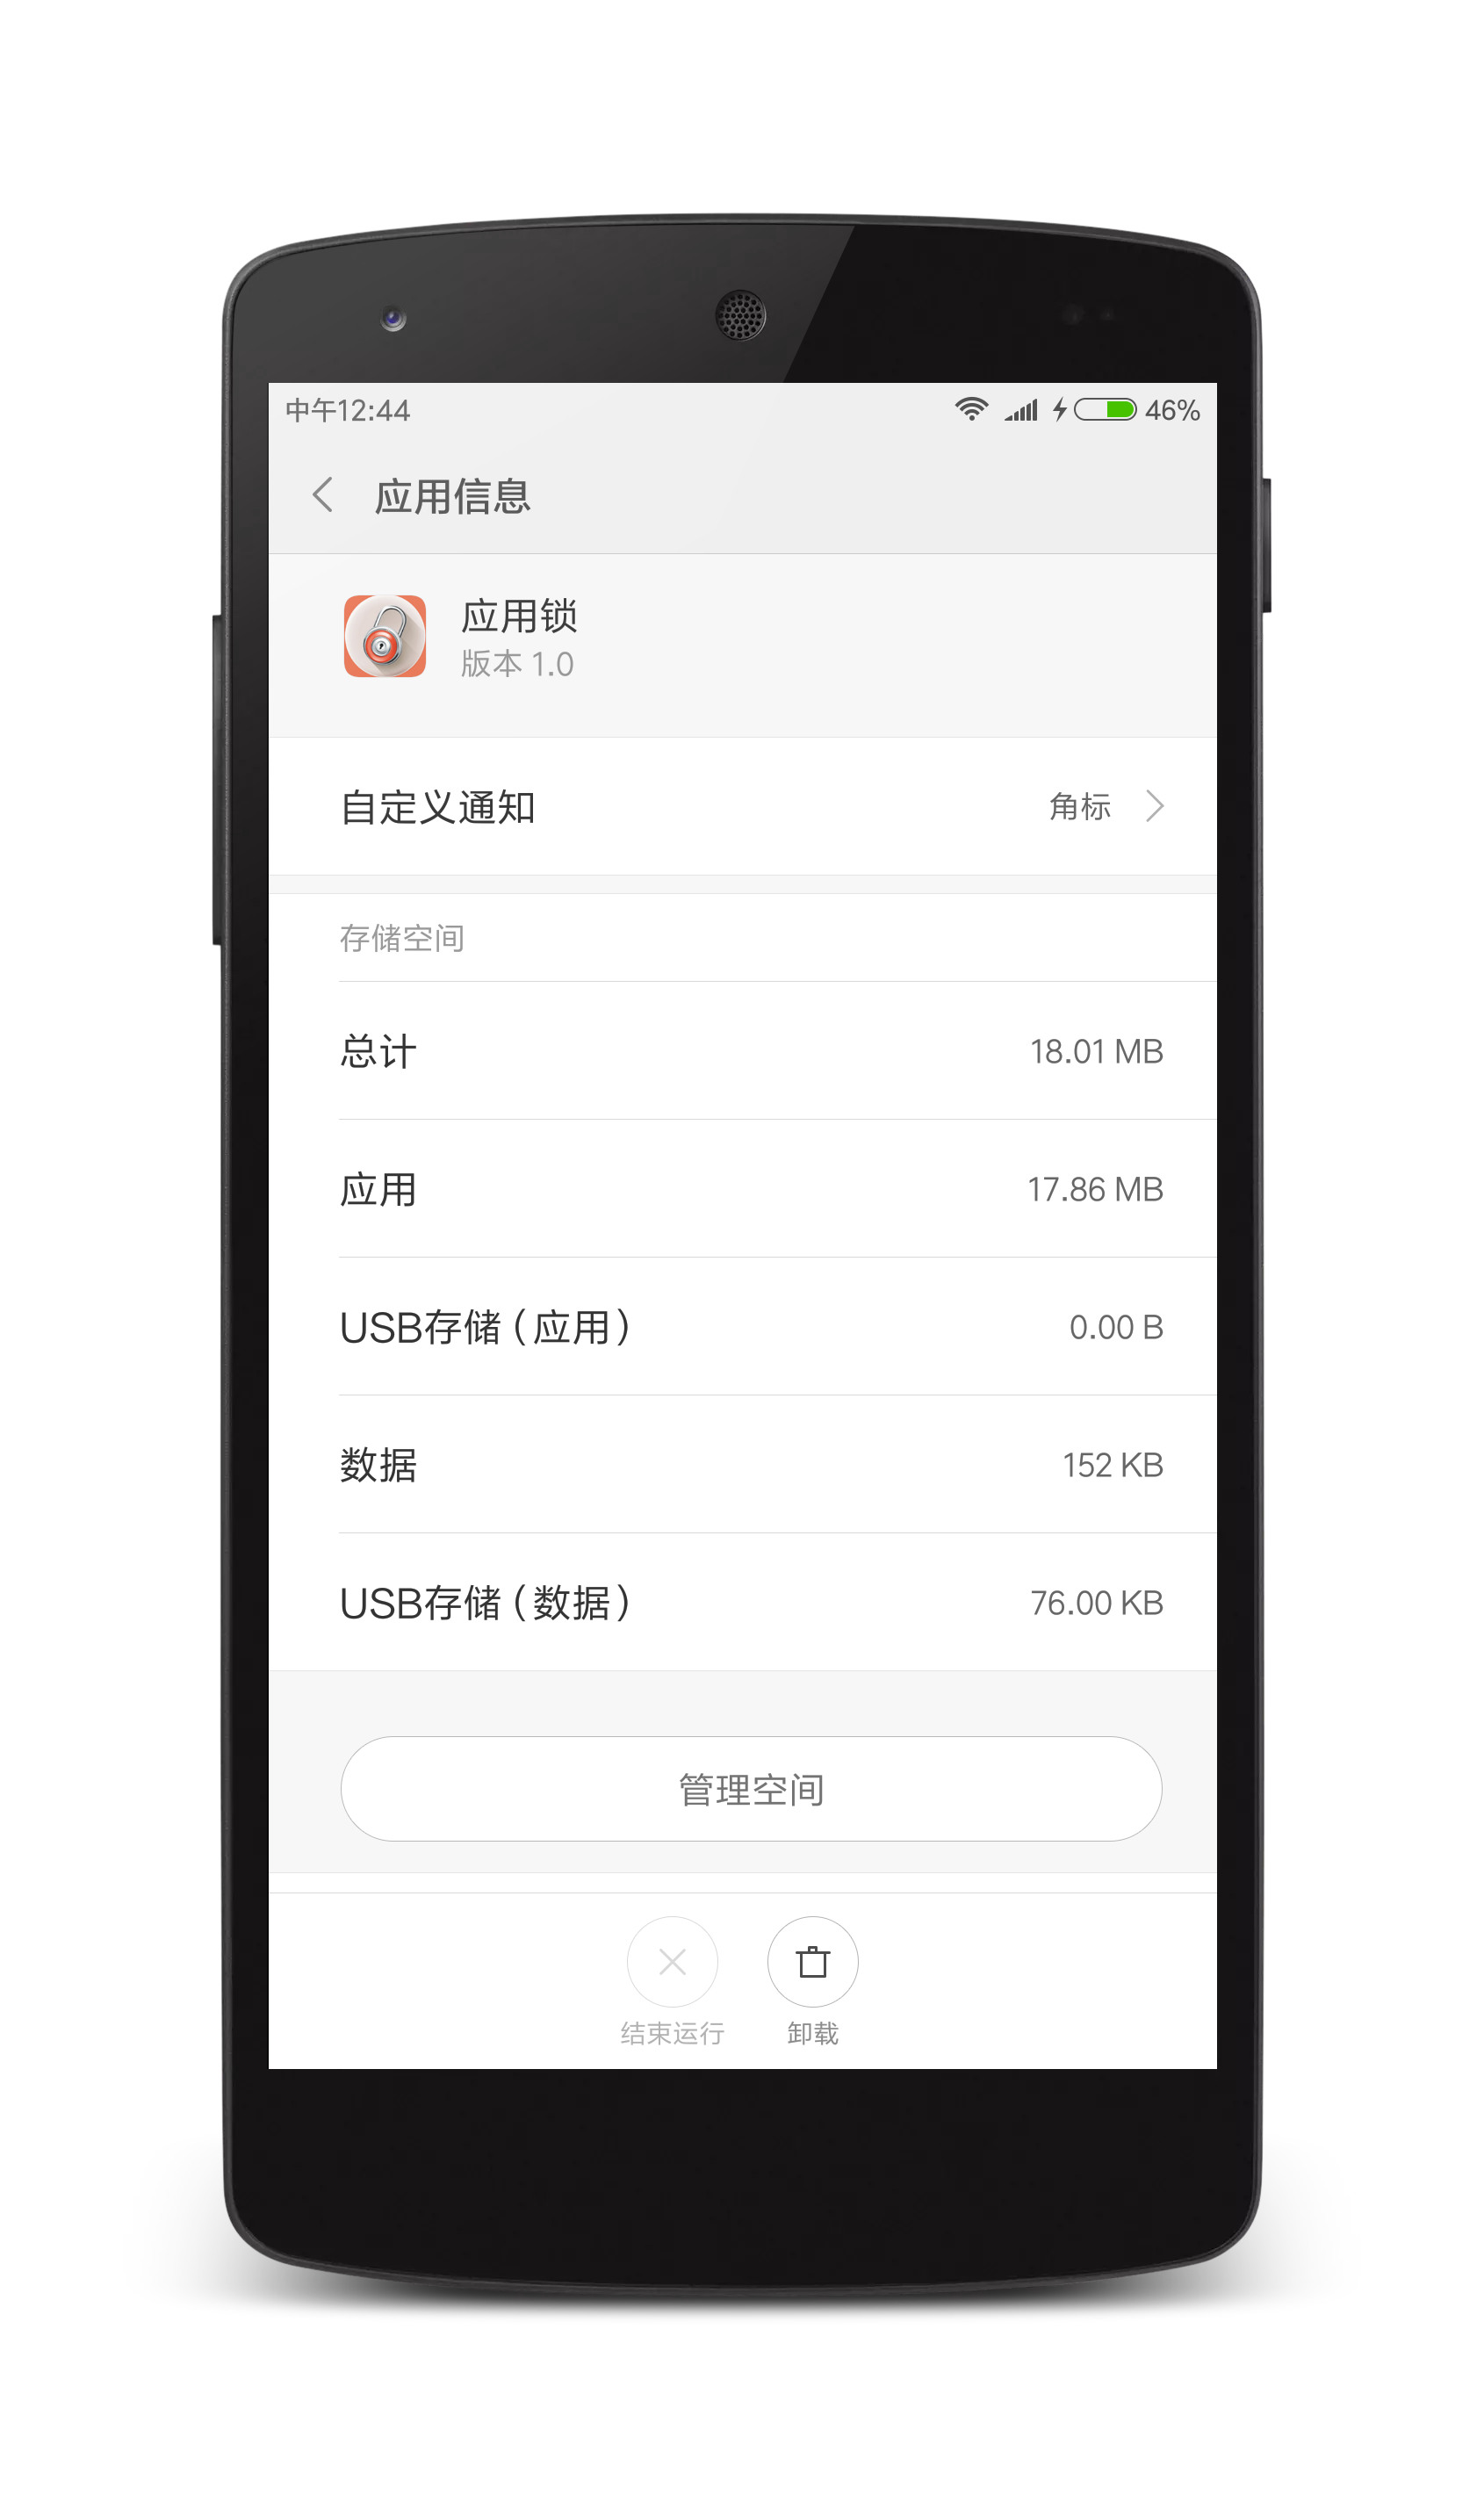 中午12:44 46%
应用信息
应用锁
版本 1.0
自定义通知 角标
存储空间
总计 18.01 MB
应用 17.86 MB
USB存储（应用） 0.00 B
数据 152 KB
USB存储（数据） 76.00 KB
管理空间
结束运行 卸载